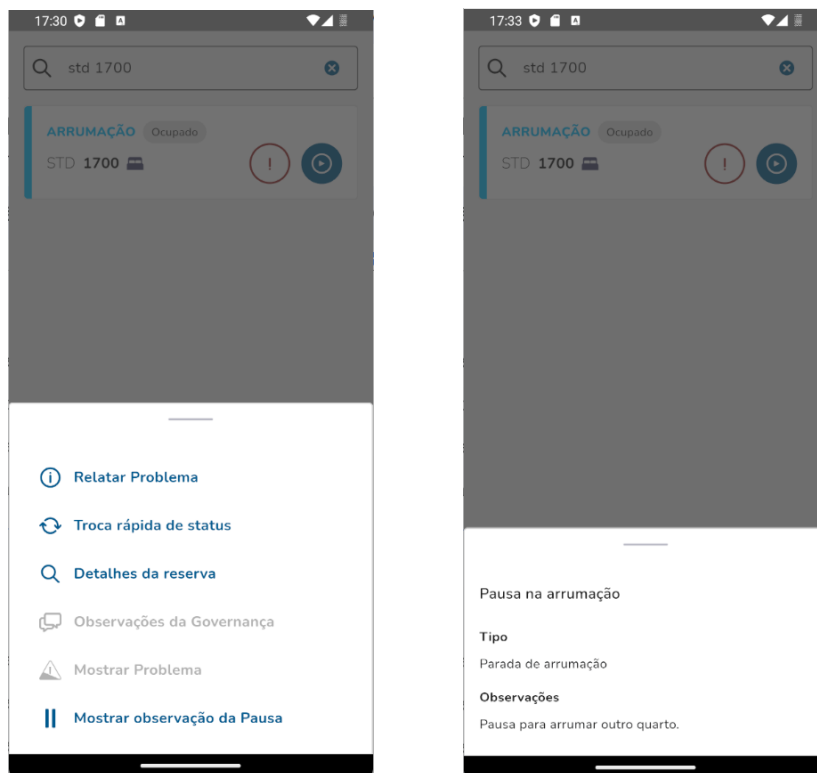 17:30
std 1700
ARRUMAÇÃO Ocupado
STD 1700
!
Relatar Problema
Troca rápida de status
Detalhes da reserva
Observações da Governança
Mostrar Problema
Mostrar observação da Pausa
17:33
std 1700
ARRUMAÇÃO Ocupado
STD 1700
!
Pausa na arrumação
Tipo
Parada de arrumação
Observações
Pausa para arrumar outro quarto.